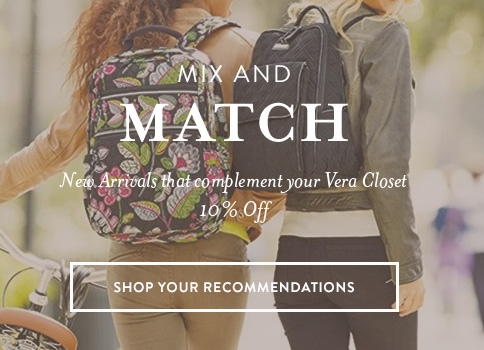 MIX AND
MATCH
New Arrivals that complement your Vera Closet
10% Off
SHOP YOUR RECOMMENDATIONS